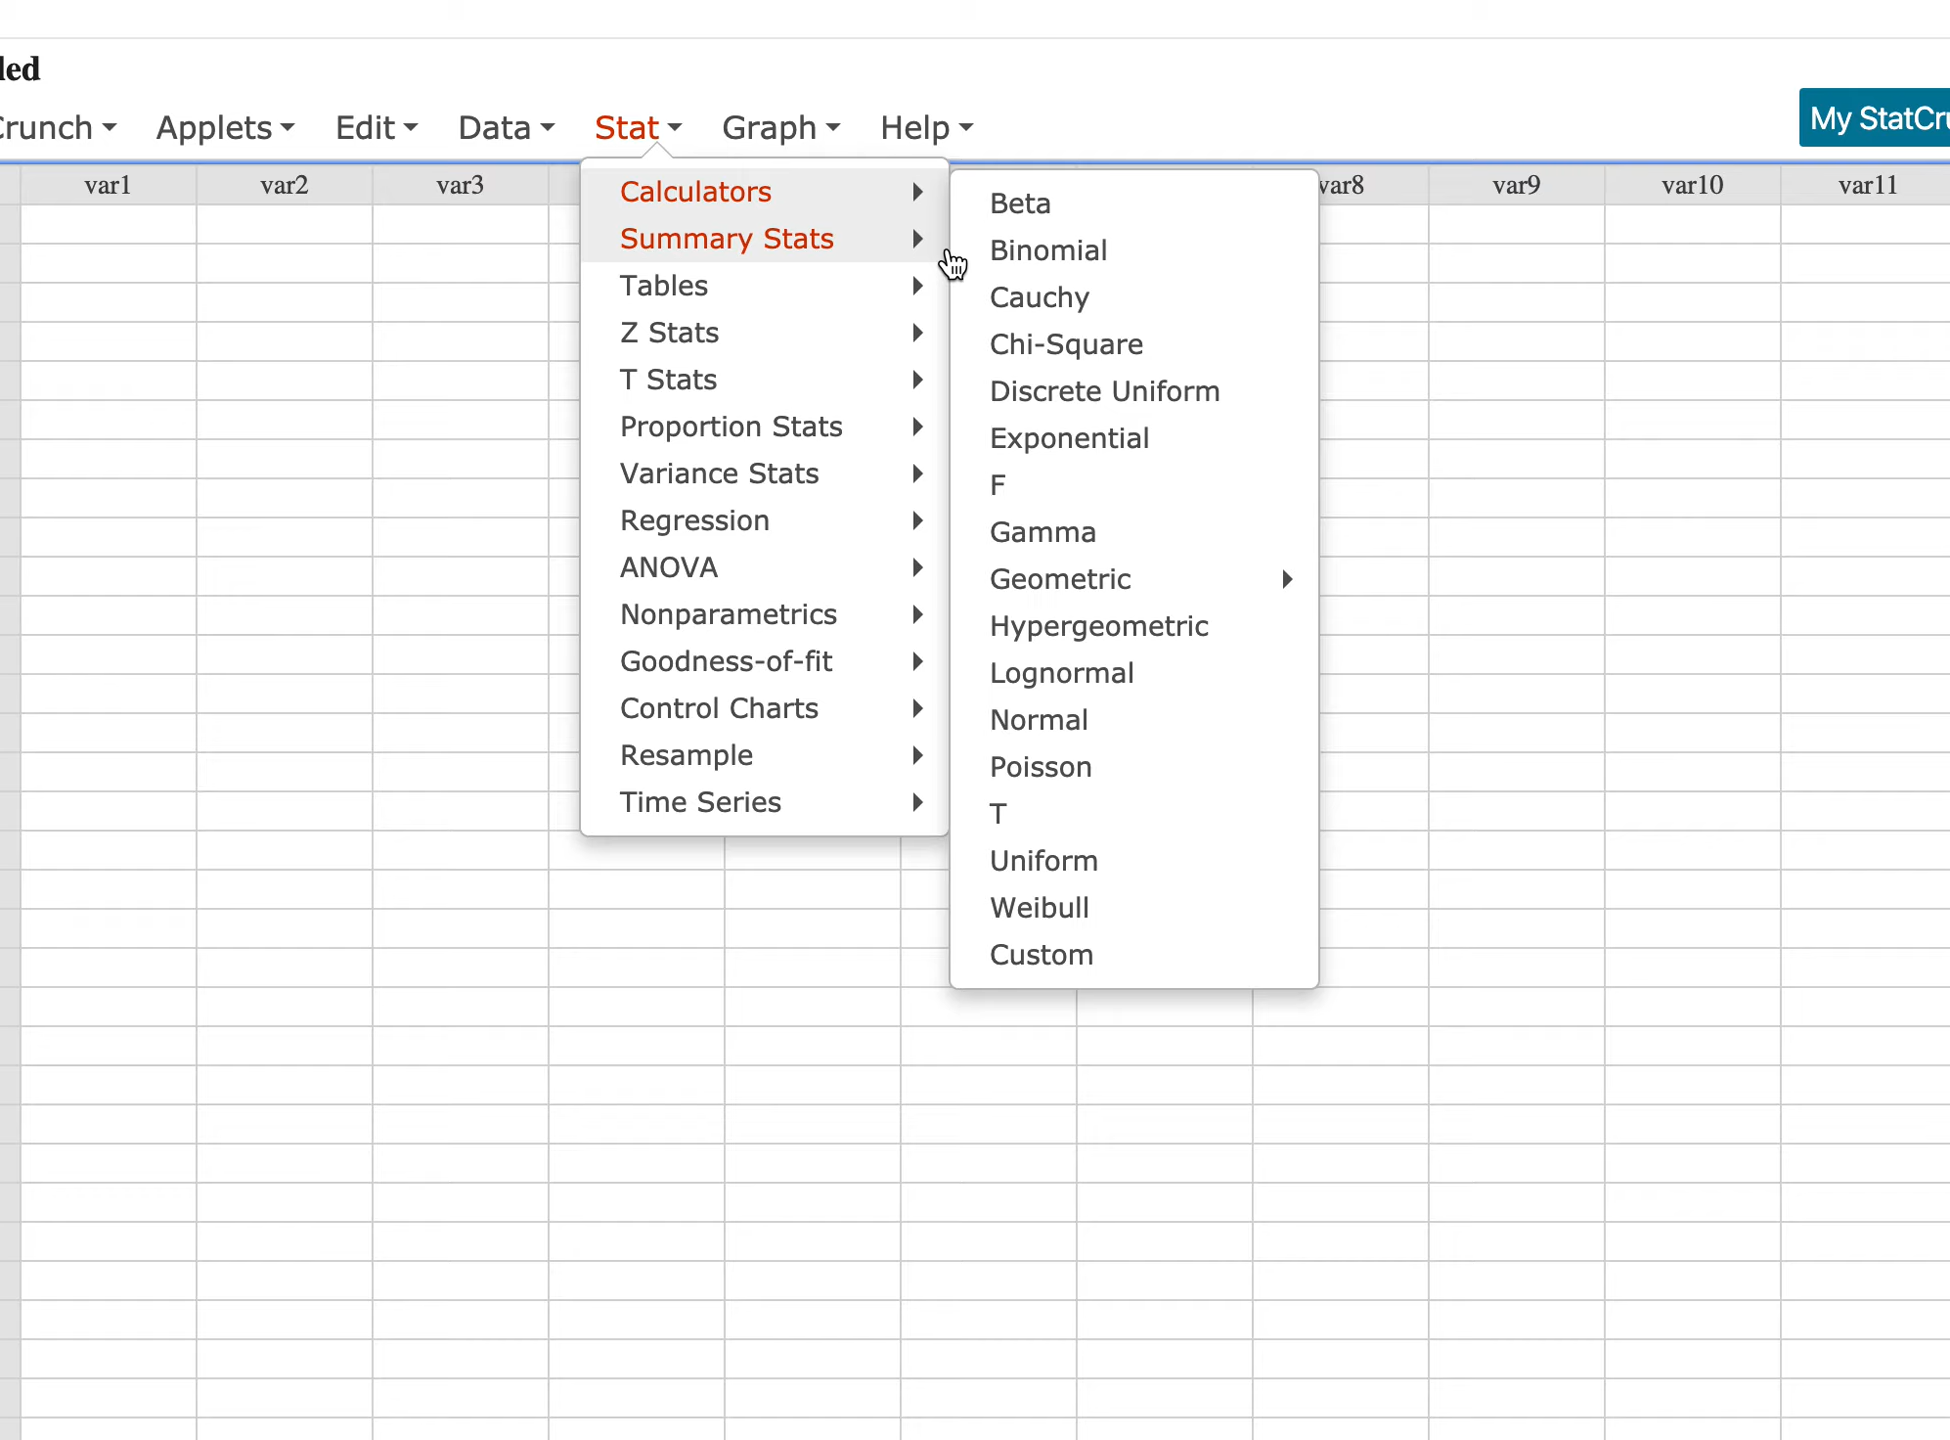 led
Crunch Applets Edit Data Stat Graph Help
My StatCru
var1 var2 var3 var8 var9 var10 var11
Calculators
Summary Stats
Tables
Z Stats
T Stats
Proportion Stats
Variance Stats
Regression
ANOVA
Nonparametrics
Goodness-of-fit
Control Charts
Resample
Time Series
Beta
Binomial
Cauchy
Chi-Square
Discrete Uniform
Exponential
F
Gamma
Geometric
Hypergeometric
Lognormal
Normal
Poisson
T
Uniform
Weibull
Custom